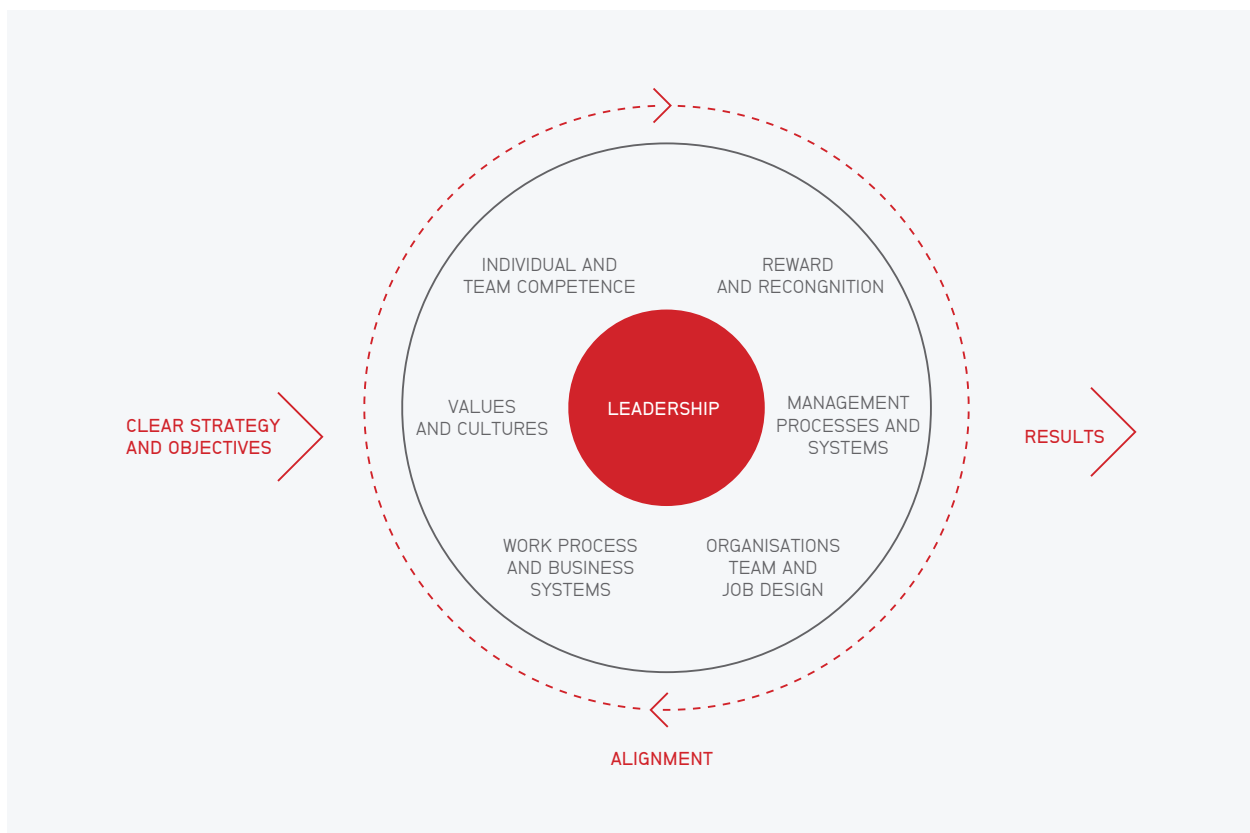 INDIVIDUAL AND
TEAM COMPETENCE
REWARD
AND RECONGNITION
CLEAR STRATEGY
AND OBJECTIVES
VALUES
AND CULTURES
LEADERSHIP
MANAGEMENT
PROCESSES AND
SYSTEMS
RESULTS
WORK PROCESS
AND BUSINESS
SYSTEMS
ORGANISATIONS
TEAM AND
JOB DESIGN
ALIGNMENT